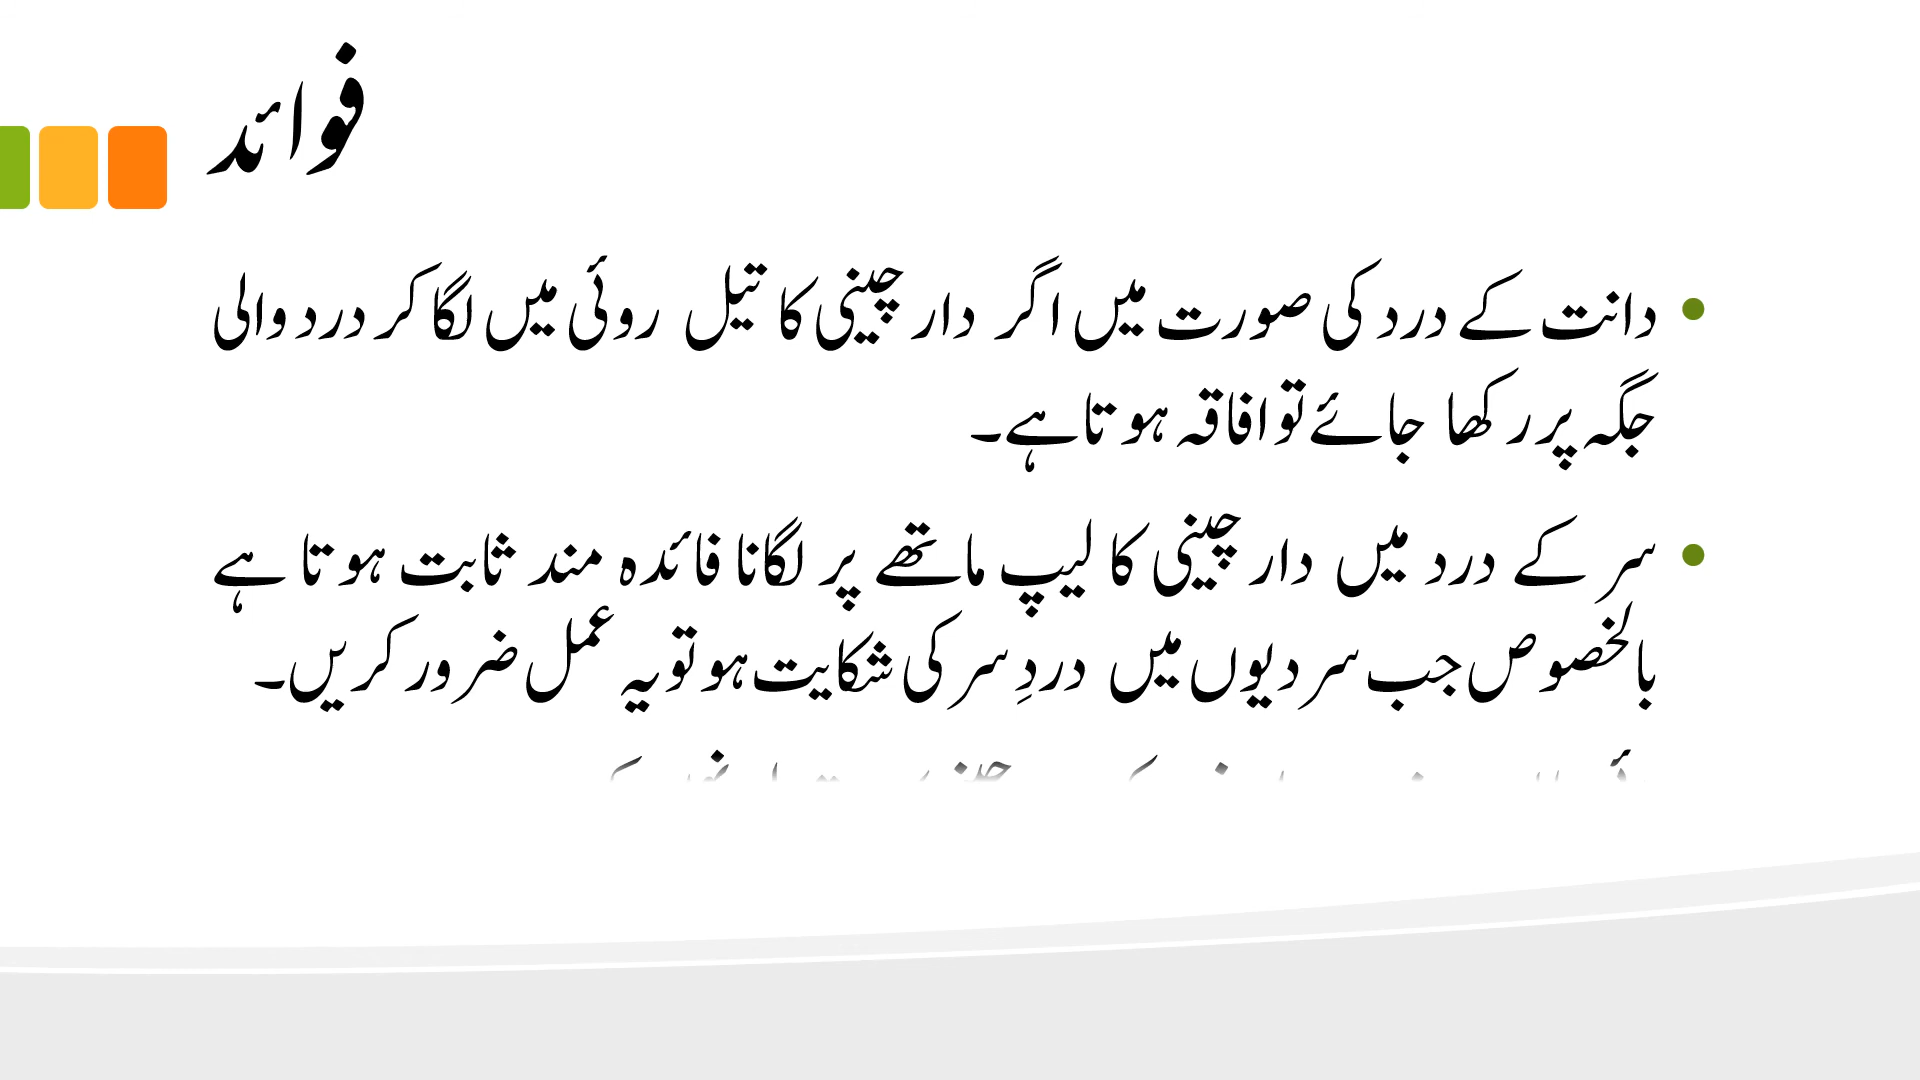 فوائد
دانت کے درد کی صورت میں اگر دار چینی کا تیل روئی میں لگا کر درد والی
جگہ پر رکھا جائے تو افاقہ ہوتا ہے۔
سر کے درد میں دار چینی کا لیپ ماتھے پر لگانا فائدہ مند ثابت ہوتا ہے
بالخصوص جب سردیوں میں دردِ سر کی شکایت ہو تو یہ عمل ضرور کریں۔